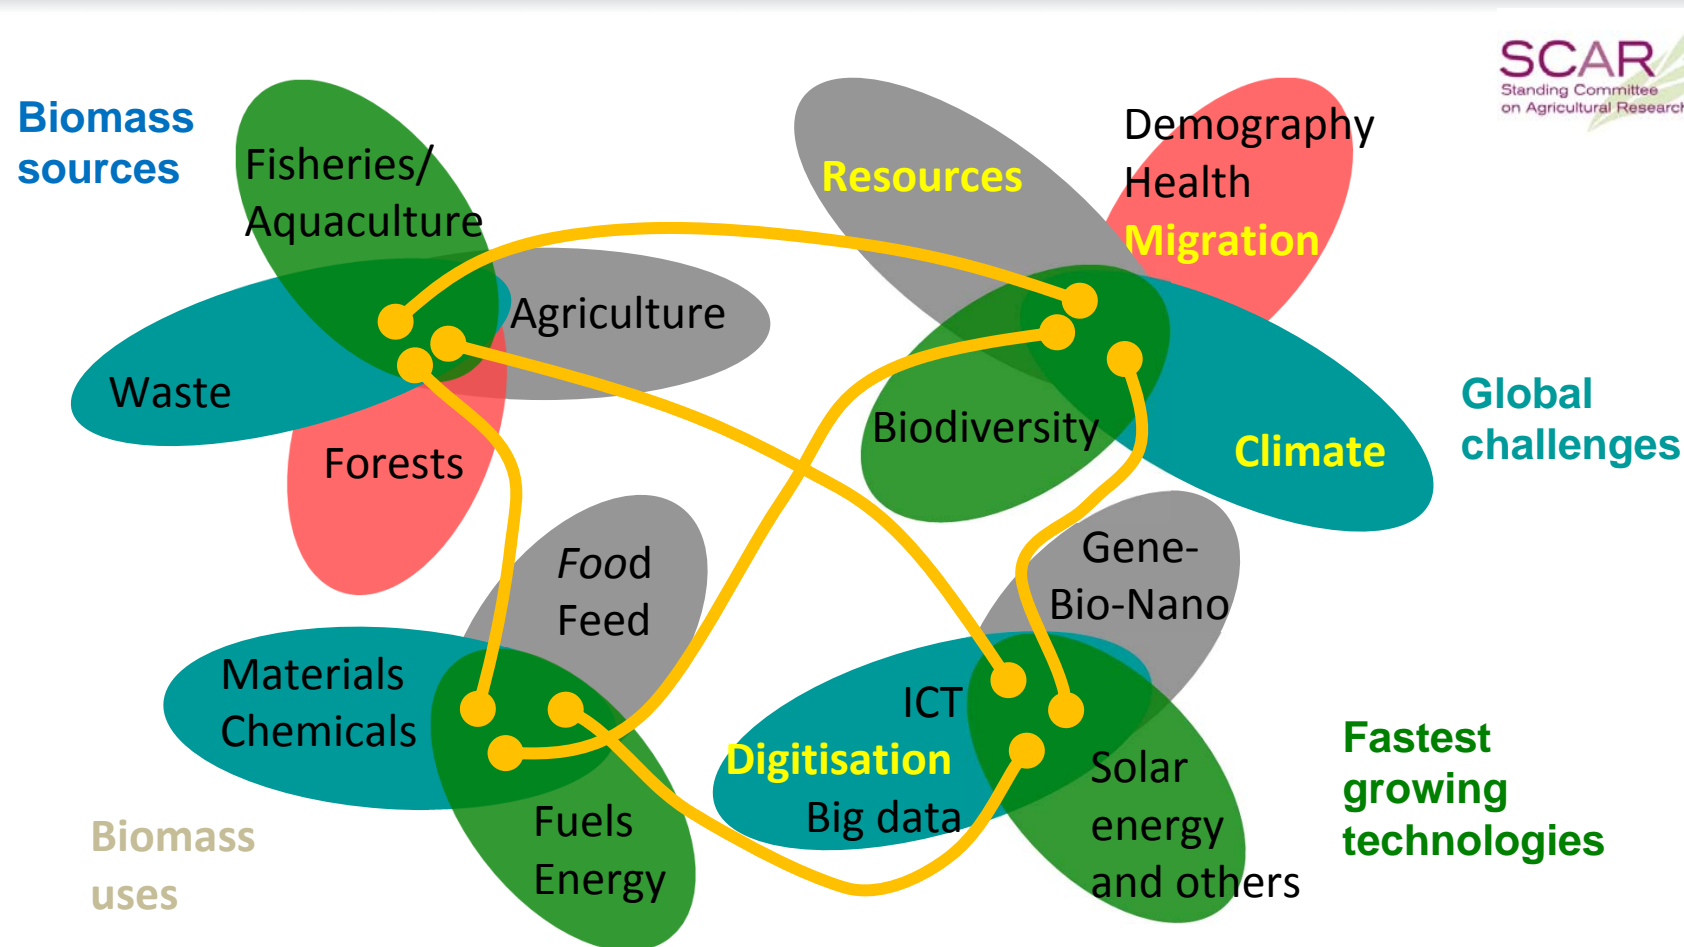 SCAR
Standing Committee
on Agricultural Research
Biomass
sources
Fisheries/
Aquaculture
Agriculture
Waste
Forests
Resources
Demography
Health
Migration
Biodiversity
Climate
Global
challenges
Food
Feed
Materials
Chemicals
Fuels
Energy
Biomass
uses
Gene-
Bio-Nano
ICT
Digitisation
Big data
Solar
energy
and others
Fastest
growing
technologies